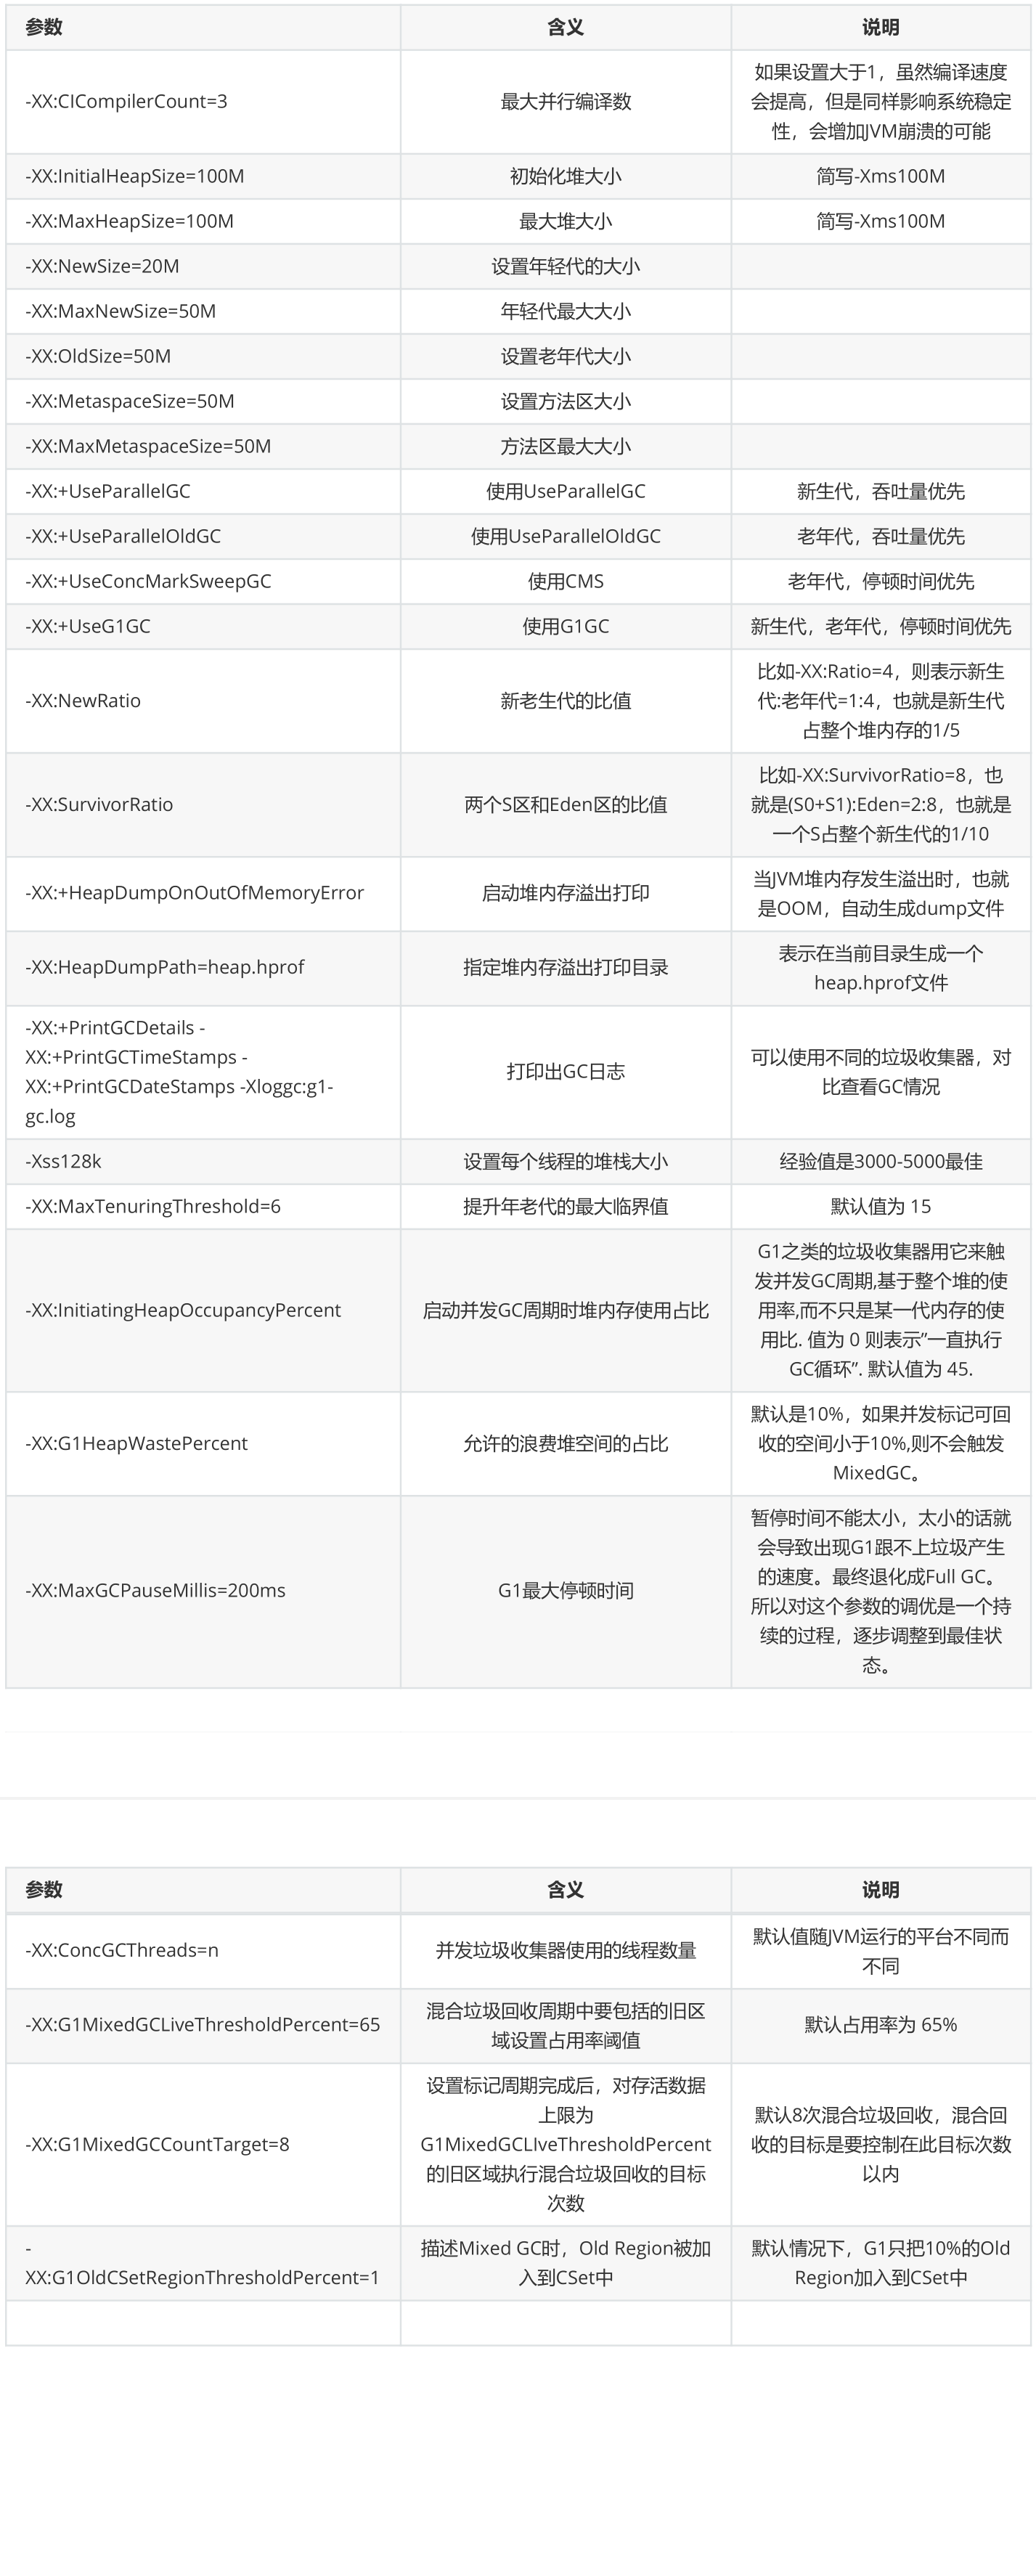 参数 含义 说明
-XX:CICompilerCount=3 最大并行编译数 如果设置大于1，虽然编译速度
会提高，但是同样影响系统稳定
性，会增加JVM崩溃的可能
-XX:InitialHeapSize=100M 初始化堆大小 简写-Xms100M
-XX:MaxHeapSize=100M 最大堆大小 简写-Xms100M
-XX:NewSize=20M 设置年轻代的大小
-XX:MaxNewSize=50M 年轻代最大大小
-XX:OldSize=50M 设置老年代大小
-XX:MetaspaceSize=50M 设置方法区大小
-XX:MaxMetaspaceSize=50M 方法区最大大小
-XX:+UseParallelGC 使用UseParallelGC 新生代，吞吐量优先
-XX:+UseParallelOldGC 使用UseParallelOldGC 老年代，吞吐量优先
-XX:+UseConcMarkSweepGC 使用CMS 老年代，停顿时间优先
-XX:+UseG1GC 使用G1GC 新生代，老年代，停顿时间优先
-XX:NewRatio 新老生代的比值 比如-XX:Ratio=4，则表示新生
代:老年代=1:4，也就是新生代
占整个堆内存的1/5
-XX:SurvivorRatio 两个S区和Eden区的比值 比如-XX:SurvivorRatio=8，也
就是(S0+S1):Eden=2:8，也就是
一个S占整个新生代的1/10
-XX:+HeapDumpOnOutOfMemoryError 启动堆内存溢出打印 当JVM堆内存发生溢出时，也就
是OOM，自动生成dump文件
-XX:HeapDumpPath=heap.hprof 指定堆内存溢出打印目录 表示在当前目录生成一个
heap.hprof文件
-XX:+PrintGCDetails -
XX:+PrintGCTimeStamps -
XX:+PrintGCDateStamps -Xloggc:g1-
gc.log
打印出GC日志
可以使用不同的垃圾收集器，对
比查看GC情况
-Xss128k 设置每个线程的堆栈大小 经验值是3000-5000最佳
-XX:MaxTenuringThreshold=6 提升年老代的最大临界值 默认值为 15
-XX:InitiatingHeapOccupancyPercent 启动并发GC周期时堆内存使用占比 G1之类的垃圾收集器用它来触
发并发GC周期,基于整个堆的使
用率,而不只是某一代内存的使
用比. 值为 0 则表示”一直执行
GC循环”. 默认值为 45.
-XX:G1HeapWastePercent 允许的浪费堆空间的占比 默认是10%，如果并发标记可回
收的空间小于10%,则不会触发
MixedGC。
-XX:MaxGCPauseMillis=200ms G1最大停顿时间 暂停时间不能太小，太小的话就
会导致出现G1跟不上垃圾产生
的速度。最终退化成Full GC。
所以对这个参数的调优是一个持
续的过程，逐步调整到最佳状
态。
参数 含义 说明
-XX:ConcGCThreads=n 并发垃圾收集器使用的线程数量 默认值随JVM运行的平台不同而
不同
-XX:G1MixedGCLiveThresholdPercent=65 混合垃圾回收周期中要包括的旧区
域设置占用率阈值
默认占用率为 65%
-XX:G1MixedGCCountTarget=8
设置标记周期完成后，对存活数据
上限为
G1MixedGCLIveThresholdPercent
的旧区域执行混合垃圾回收的目标
次数
默认8次混合垃圾回收，混合回
收的目标是要控制在此目标次数
以内
-
XX:G1OldCSetRegionThresholdPercent=1
描述Mixed GC时，Old Region被加
入到CSet中
默认情况下，G1只把10%的Old
Region加入到CSet中